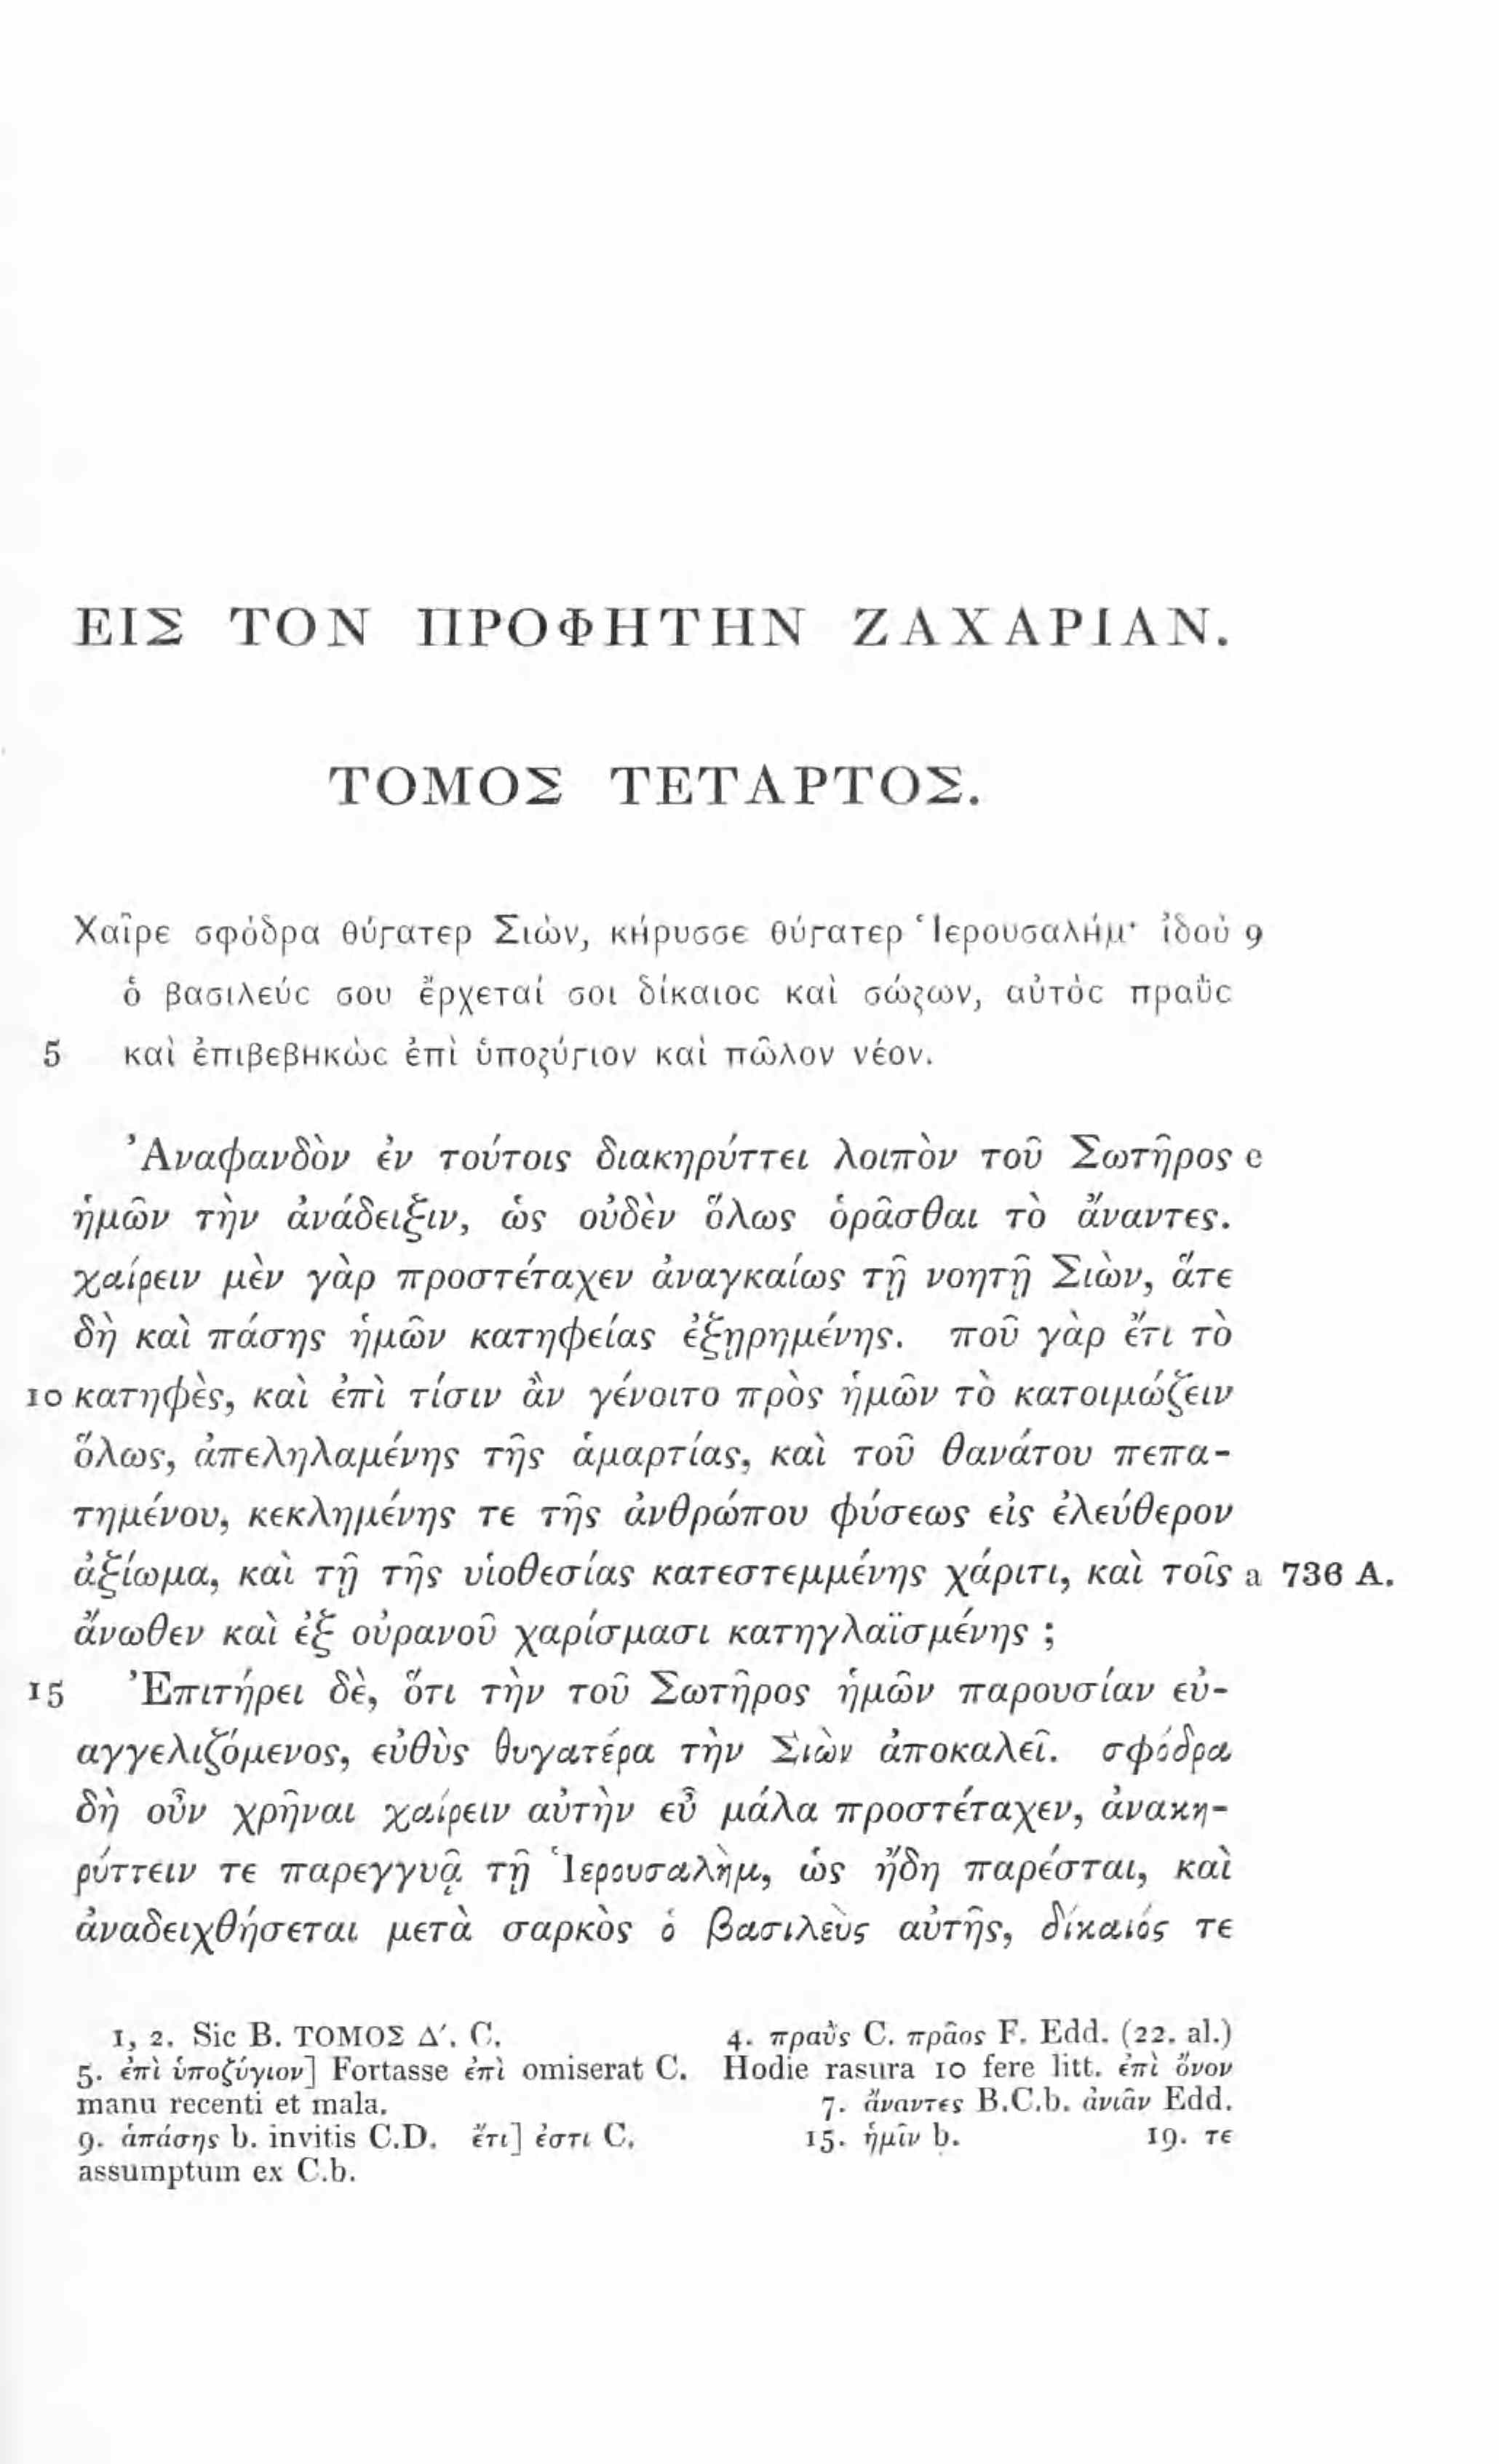 ΕΙΣ ΤΟΝ ΠΡΟΦΗΤΗΝ ΖΑΧΑΡΙΑΝ.
ΤΟΜΟΣ ΤΕΤΑΡΤΟΣ.
Χαῖρε σφόδρα θύγατερ Σιὼν, κήρυσσε θύγατερ Ἱερουσαλήμ· ἰδοὺ 9
ὁ βασιλεύς σου ἔρχεταί σοι δίκαιος καὶ σώζων, αὐτὸς πραῢς
5 καὶ ἐπιβεβηκὼς ἐπὶ ὑποζύγιον καὶ πῶλον νέον.
Ἀναφανδὸν ἐν τούτοις διακηρύττει λοιπὸν τοῦ Σωτῆρος c
ἡμῶν τὴν ἀνάδειξιν, ὡς οὐδὲν ὅλως ὁρᾶσθαι τὸ ἄναντες.
χαίρειν μὲν γὰρ προστέταχεν ἀναγκαίως τῇ νοητῇ Σιὼν, ἅτε
δὴ καὶ πάσης ἡμῶν κατηφείας ἐξῃρημένης. ποῦ γὰρ ἔτι τὸ
10 κατηφὲς, καὶ ἐπὶ τίσιν ἂν γένοιτο πρὸς ἡμῶν τὸ κατοιμώζειν
ὅλως, ἀπεληλαμένης τῆς ἁμαρτίας, καὶ τοῦ θανάτου πεπα-
τημένου, κεκλημένης τε τῆς ἀνθρώπου φύσεως εἰς ἐλεύθερον
ἀξίωμα, καὶ τῇ τῆς υἱοθεσίας κατεστεμμένης χάριτι, καὶ τοῖς a 736 A.
ἄνωθεν καὶ ἐξ οὐρανοῦ χαρίσμασι κατηγλαϊσμένης ;
15 Ἐπιτήρει δὲ, ὅτι τὴν τοῦ Σωτῆρος ἡμῶν παρουσίαν εὐ-
αγγελιζόμενος, εὐθὺς θυγατέρα τὴν Σιὼν ἀποκαλεῖ. σφόδρα
δὴ οὖν χρῆναι χαίρειν αὐτὴν εὖ μάλα προστέταχεν, ἀνακη-
ρύττειν τε παρεγγυᾷ τῇ Ἱερουσαλὴμ, ὡς ἤδη παρέσται, καὶ
ἀναδειχθήσεται μετὰ σαρκὸς ὁ βασιλεὺς αὐτῆς, δίκαιός τε
1, 2. Sic B. ΤΟΜΟΣ Δ΄. C. 4. πραῢς C. πρᾶος F. Edd. (22. al.)
5. ἐπὶ ὑποζύγιον] Fortasse ἐπὶ omiserat C. Hodie rasura 10 fere litt. ἐπὶ ὄνον
manu recenti et mala. 7. ἄναντες B.C.b. ἀνιᾶν Edd.
9. ἁπάσης b. invitis C.D. ἔτι] ἐστι C. 15. ἡμῖν b. 19. τε
assumptum ex C.b.